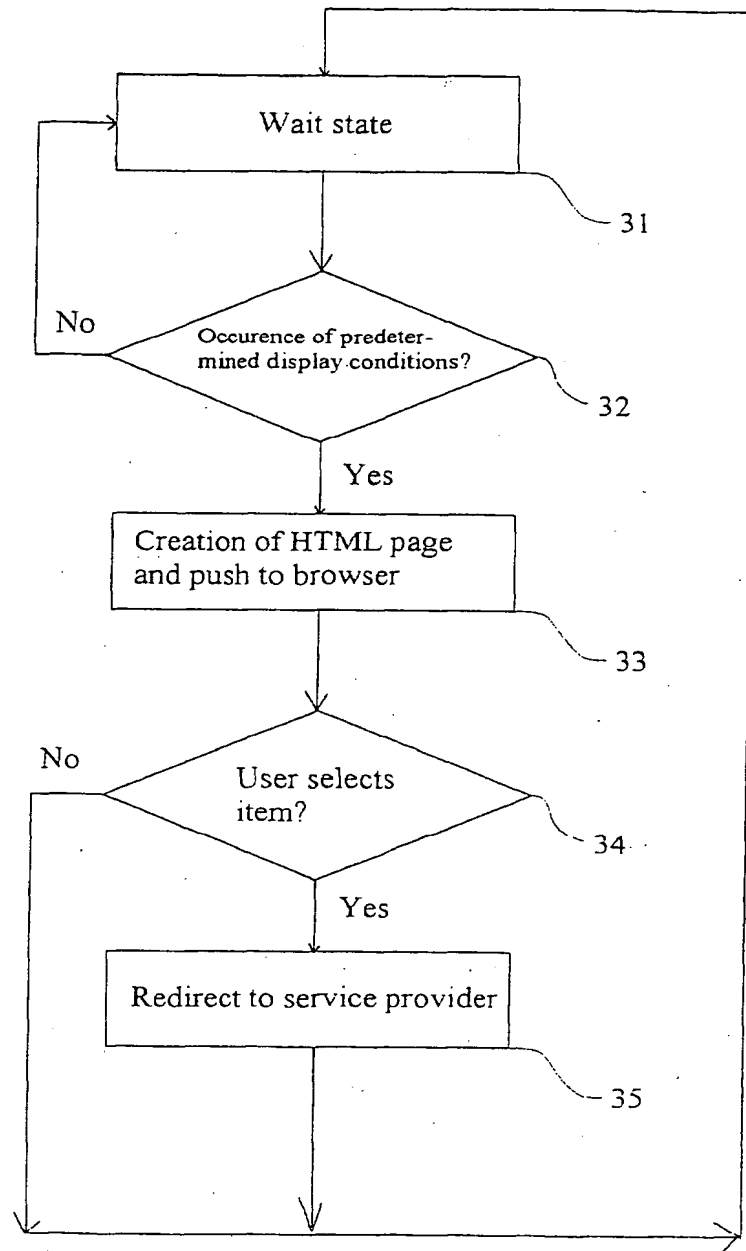 Wait state
31
No
Occurence of predeter-
mined display conditions?
32
Yes
Creation of HTML page
and push to browser
33
No
User selects
item?
34
Yes
Redirect to service provider
35